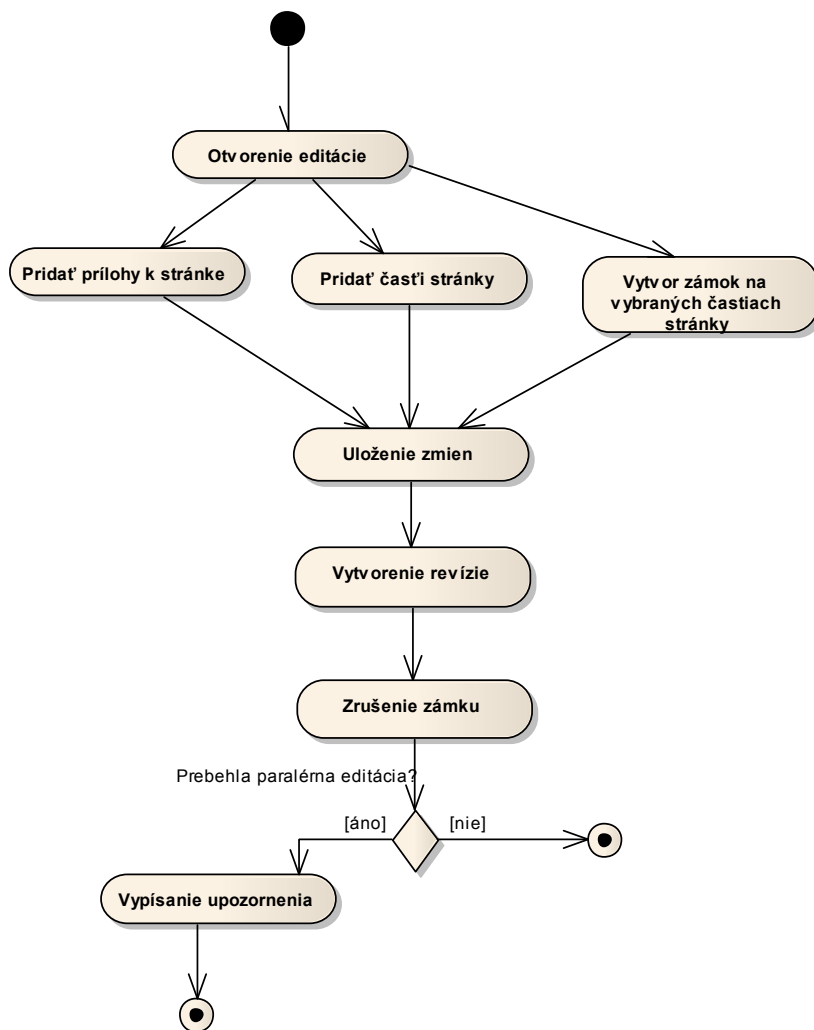 Otvorenie editácie
Pridať prílohy k stránke
Pridať časťi stránky
Vytvor zámok na
vybraných častiach
stránky
Uloženie zmien
Vytvorenie revízie
Zrušenie zámku
Prebehla paralérna editácia?
[áno]
[nie]
Vypísanie upozornenia